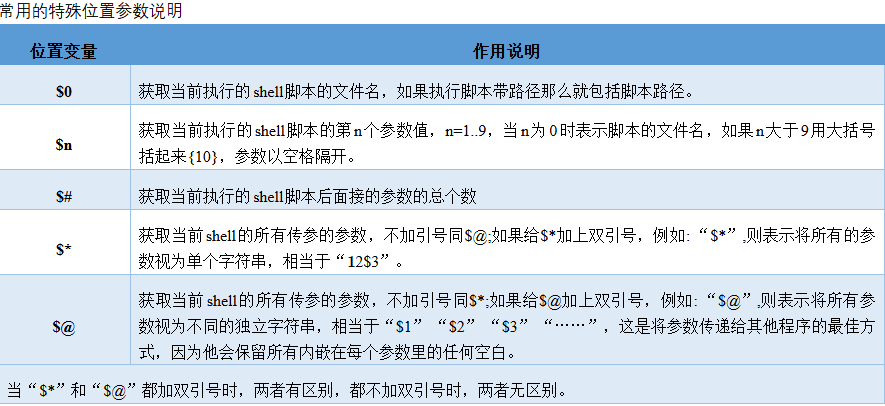 常用的特殊位置参数说明
位置变量 作用说明
$0 获取当前执行的shell脚本的文件名，如果执行脚本带路径那么就包括脚本路径。
$n 获取当前执行的shell脚本的第n个参数值，n=1..9，当n为0时表示脚本的文件名，如果n大于9用大括号
括起来{10}，参数以空格隔开。
$# 获取当前执行的shell脚本后面接的参数的总个数
$* 获取当前shell的所有传参的参数，不加引号同$@;如果给$*加上双引号，例如:“$*”,则表示将所有的参
数视为单个字符串，相当于“12$3”。
$@ 获取当前shell的所有传参的参数，不加引号同$*;如果给$@加上双引号，例如:“$@”,则表示将所有参
数视为不同的独立字符串，相当于“$1”“$2”“$3”“……”，这是将参数传递给其他程序的最佳方
式，因为他会保留所有内嵌在每个参数里的任何空白。
当“$*”和“$@”都加双引号时，两者有区别，都不加双引号时，两者无区别。